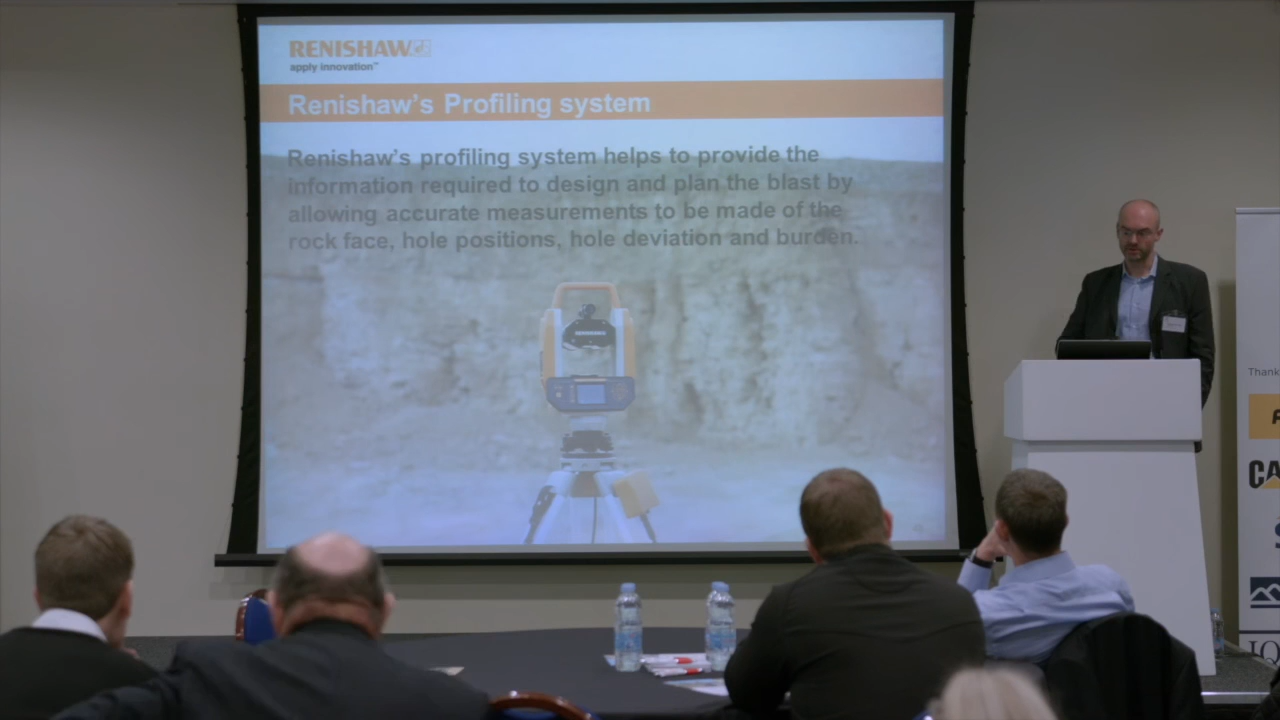 RENISHAW
apply innovation™
Renishaw's Profiling system
Renishaw's profiling system helps to provide the
information required to design and plan the blast by
allowing accurate measurements to be made of the
rock face, hole positions, hole deviation and burden.
Thank
CA
IQ